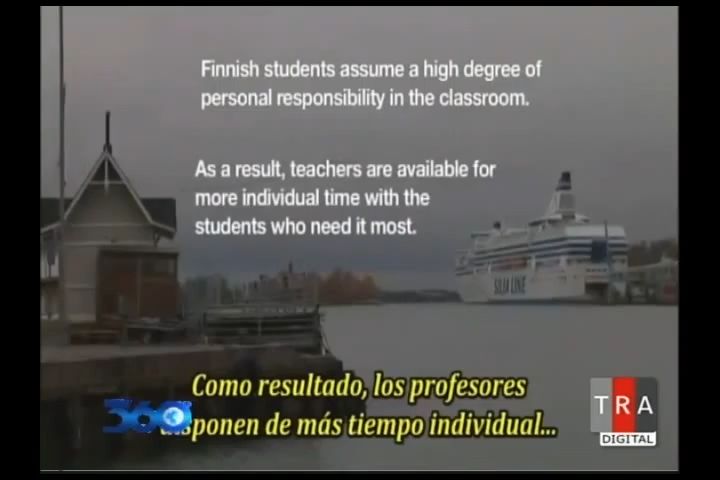 Finnish students assume a high degree of
personal responsibility in the classroom.
As a result, teachers are available for
more individual time with the
students who need it most.
SILJA LINE
Como resultado, los profesores
disponen de más tiempo individual...
360
TRA
DIGITAL